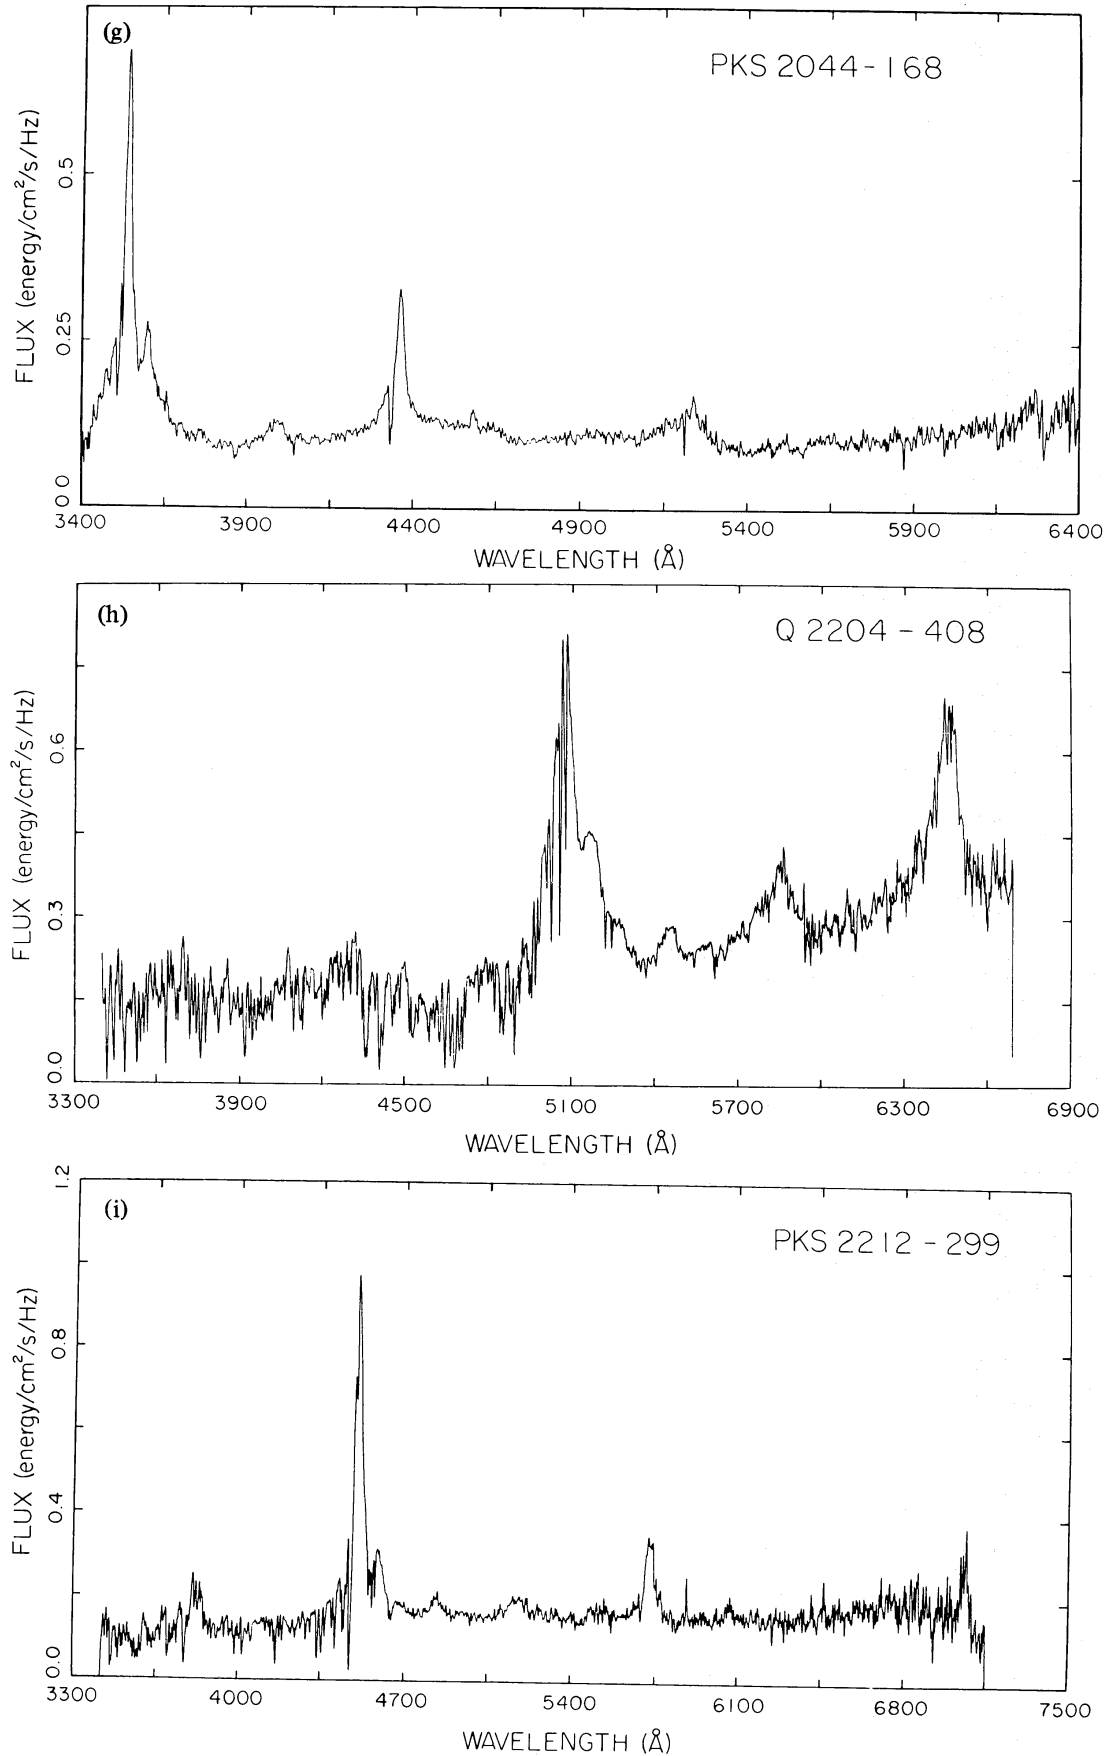 (g)
PKS 2044-168
FLUX (energy/cm²/s/Hz)
0.5
0.25
0.0
3400 3900 4400 4900 5400 5900 6400
WAVELENGTH (Å)
(h)
Q 2204-408
FLUX (energy/cm²/s/Hz)
0.6
0.3
0.0
3300 3900 4500 5100 5700 6300 6900
WAVELENGTH (Å)
(i)
PKS 2212-299
FLUX (energy/cm²/s/Hz)
1.2
0.8
0.4
0.0
3300 4000 4700 5400 6100 6800 7500
WAVELENGTH (Å)